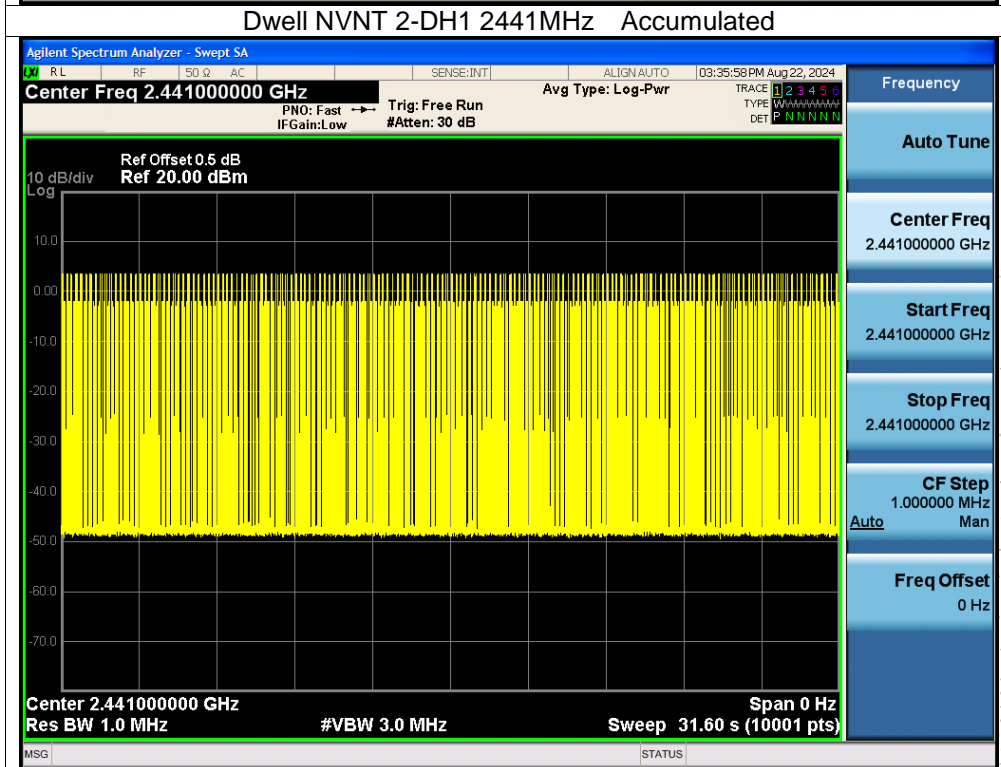 Dwell NVNT 2-DH1 2441MHz Accumulated
Agilent Spectrum Analyzer - Swept SA
LXI RL RF 50 Ω AC SENSE:INT ALIGN AUTO 03:35:58 PM Aug 22, 2024
Center Freq 2.441000000 GHz
PNO: Fast
IFGain:Low
Trig: Free Run
#Atten: 30 dB
Avg Type: Log-Pwr
TRACE 1 2 3 4 5 6
TYPE WWWWWW
DET P N N N N N
Frequency
Auto Tune
Center Freq
2.441000000 GHz
Start Freq
2.441000000 GHz
Stop Freq
2.441000000 GHz
CF Step
1.000000 MHz
Auto Man
Freq Offset
0 Hz
Ref Offset 0.5 dB
10 dB/div Ref 20.00 dBm
Log
10.0
0.00
-10.0
-20.0
-30.0
-40.0
-50.0
-60.0
-70.0
Center 2.441000000 GHz Span 0 Hz
Res BW 1.0 MHz #VBW 3.0 MHz Sweep 31.60 s (10001 pts)
MSG STATUS